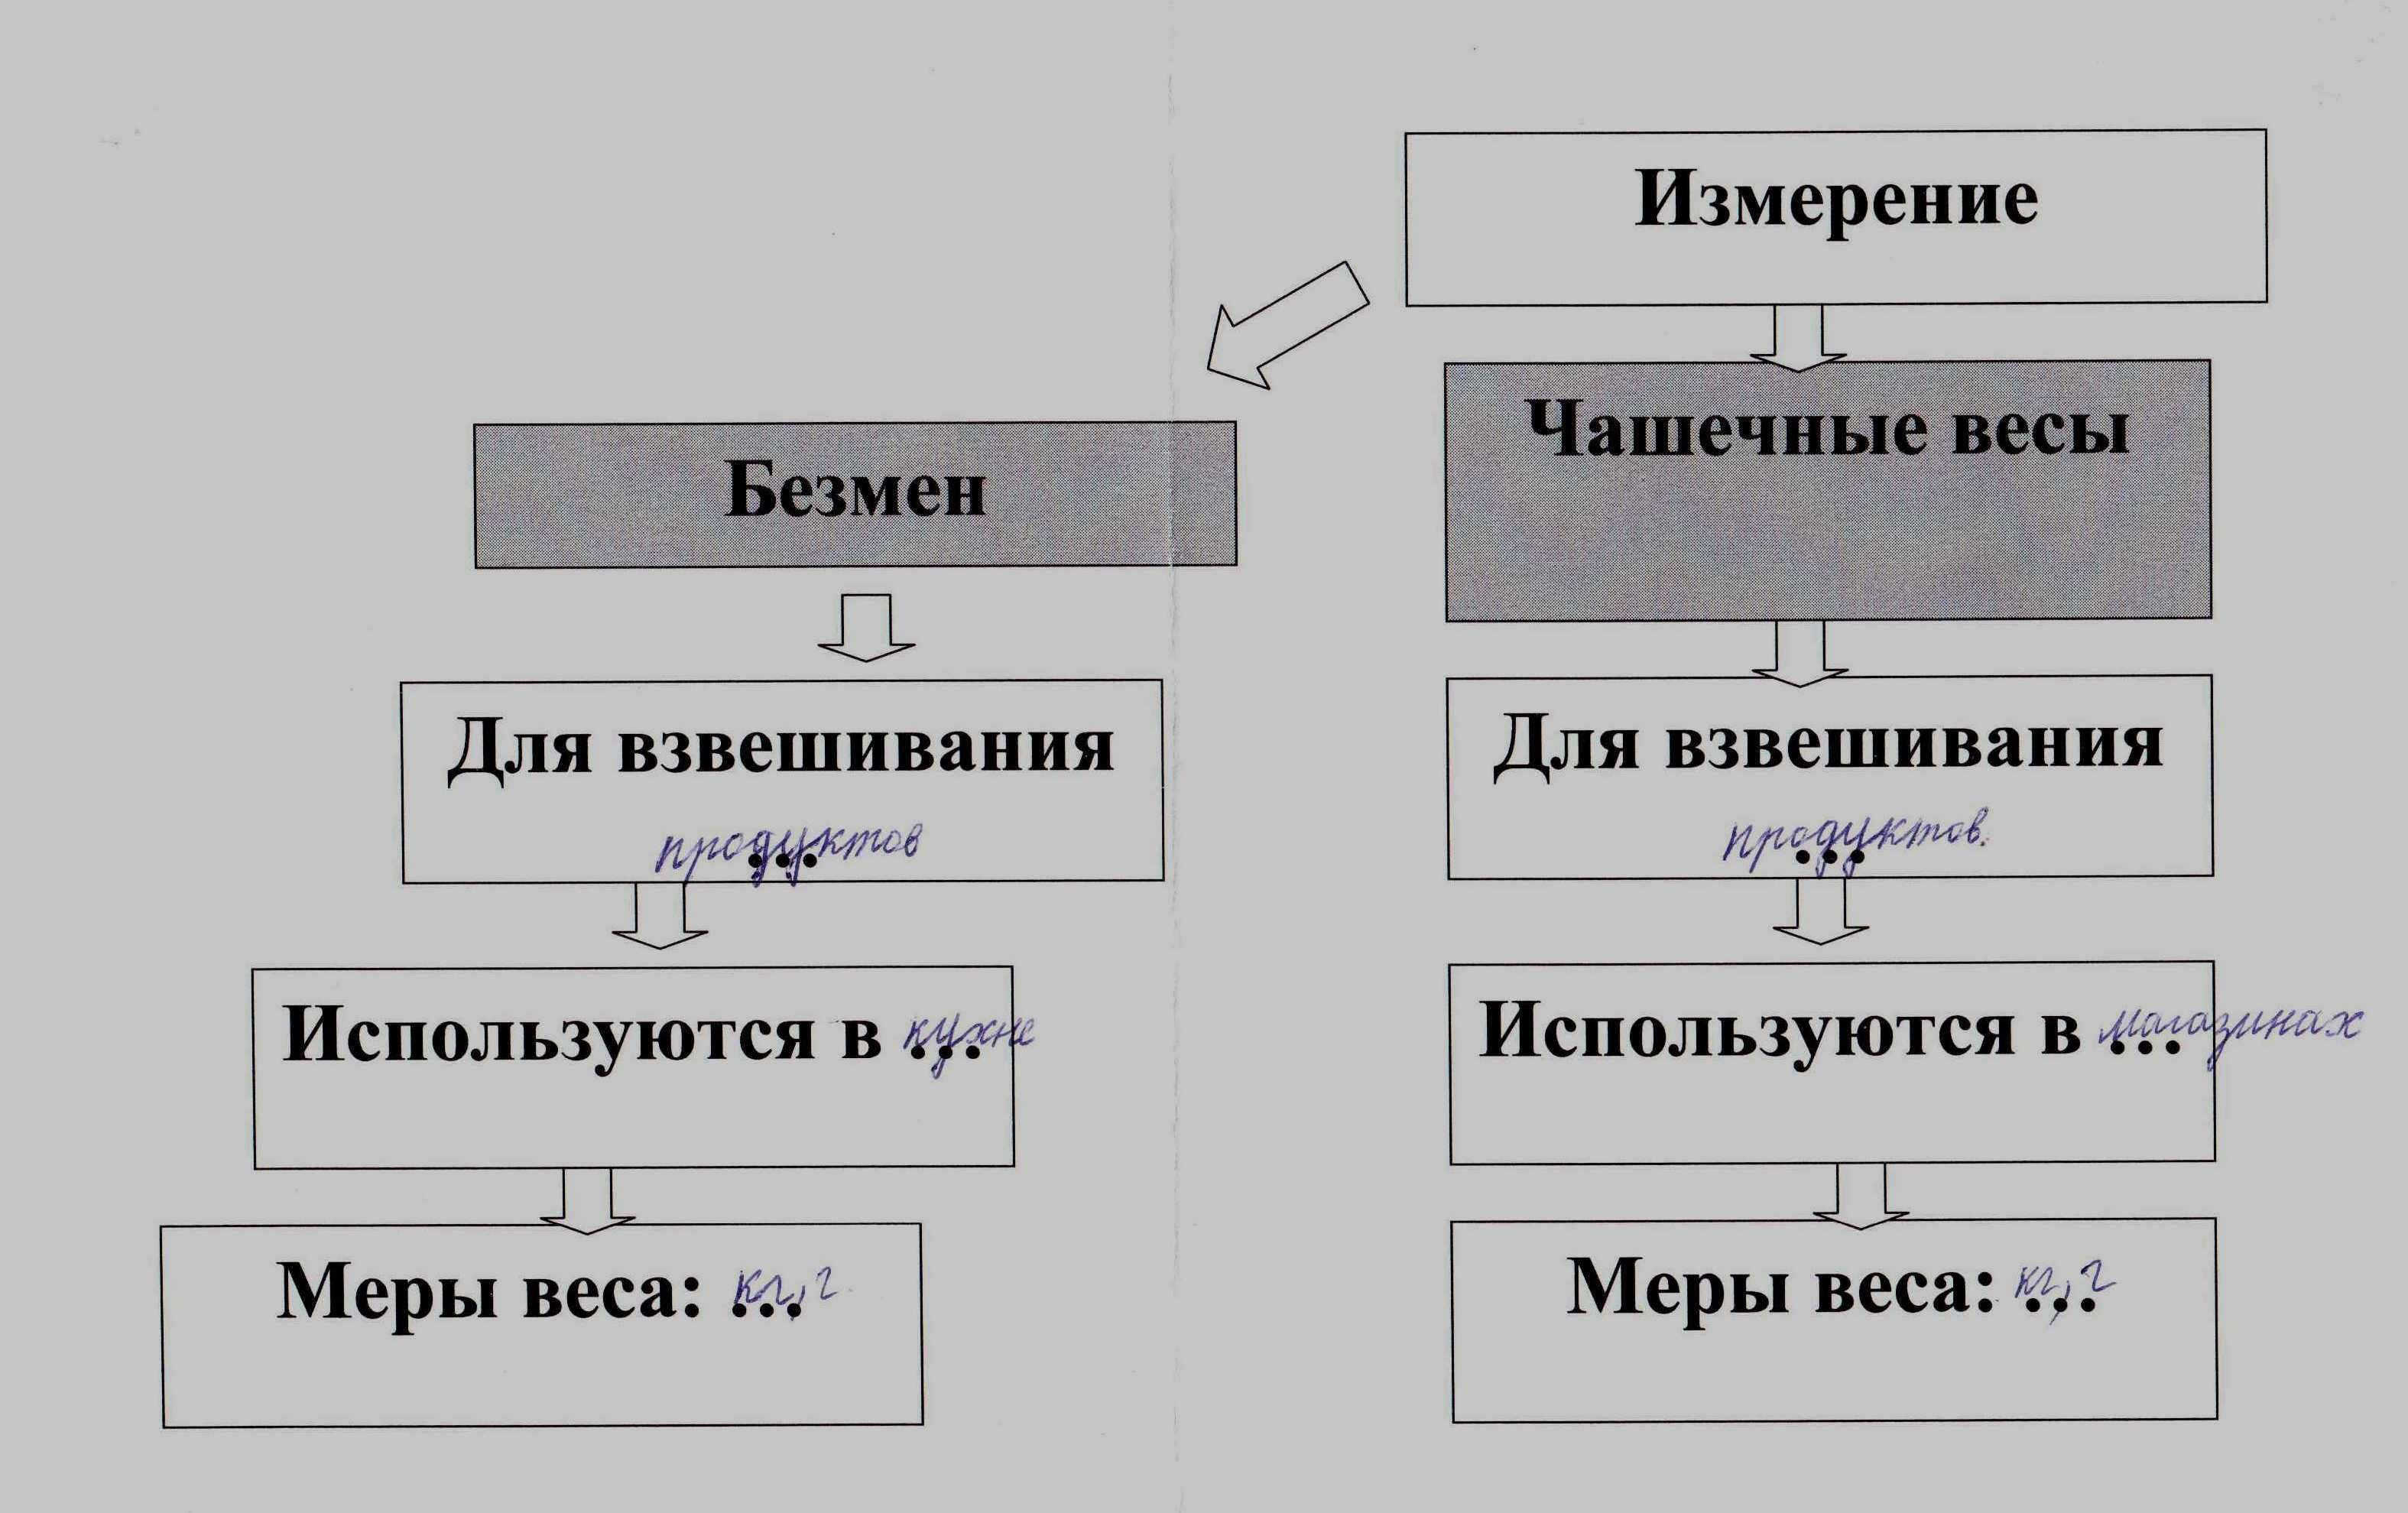 Измерение
Безмен
Для взвешивания
... продуктов
Используются в ... кухне
Меры веса: ... кг, г.
Чашечные весы
Для взвешивания
... продуктов.
Используются в ... магазинах
Меры веса: ... кг, г